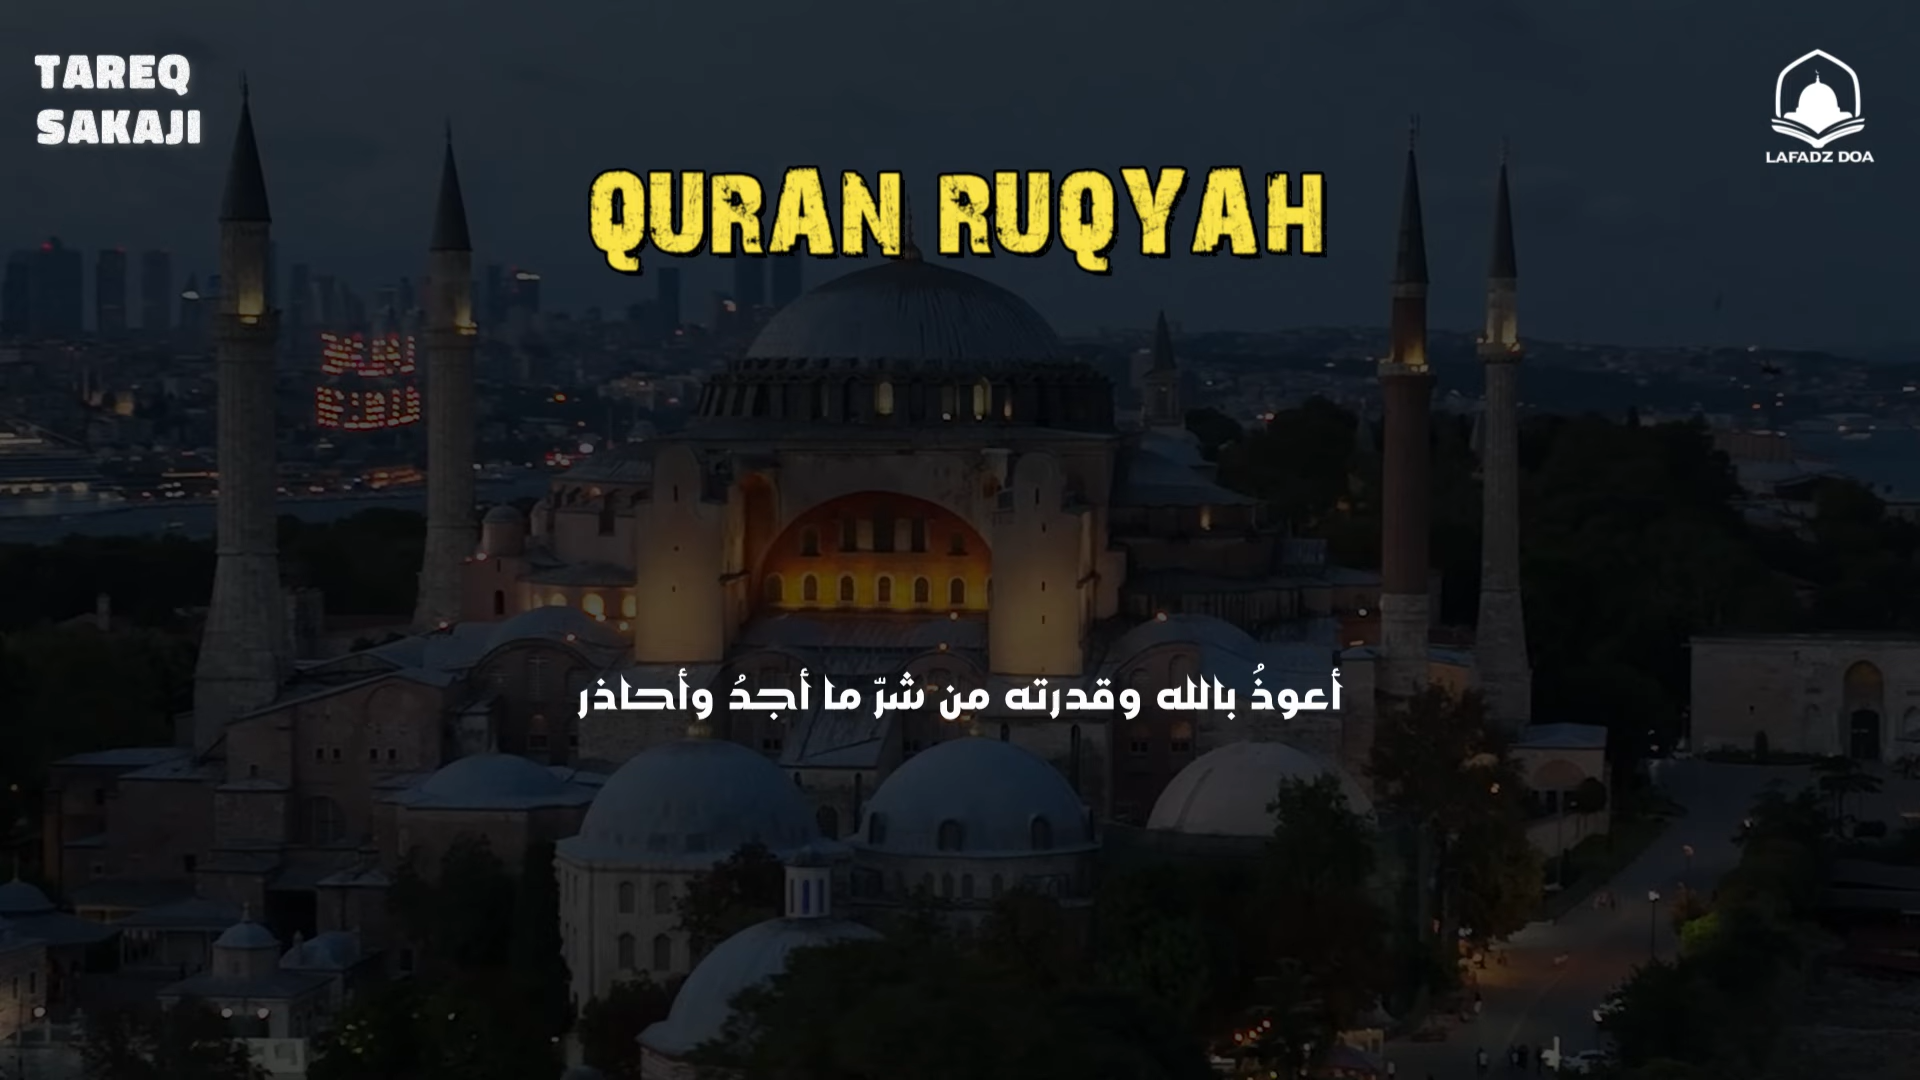 TAREQ
SAKAJI
LAFADZ DOA
QURAN RUQYAH
أعوذُ بالله وقدرته من شرّ ما أجدُ وأحاذر